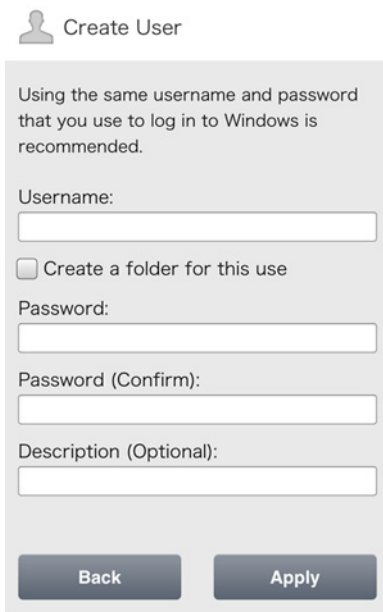 Create User
Using the same username and password
that you use to log in to Windows is
recommended.
Username:
Create a folder for this use
Password:
Password (Confirm):
Description (Optional):
Back
Apply